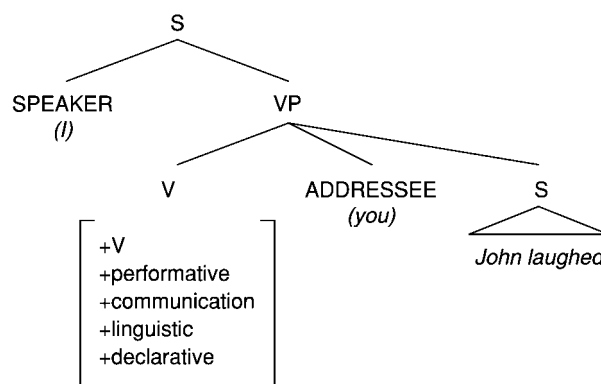 S
SPEAKER VP
(I)
V ADDRESSEE S
(you)
+V
+performative
+communication
+linguistic
+declarative
John laughed